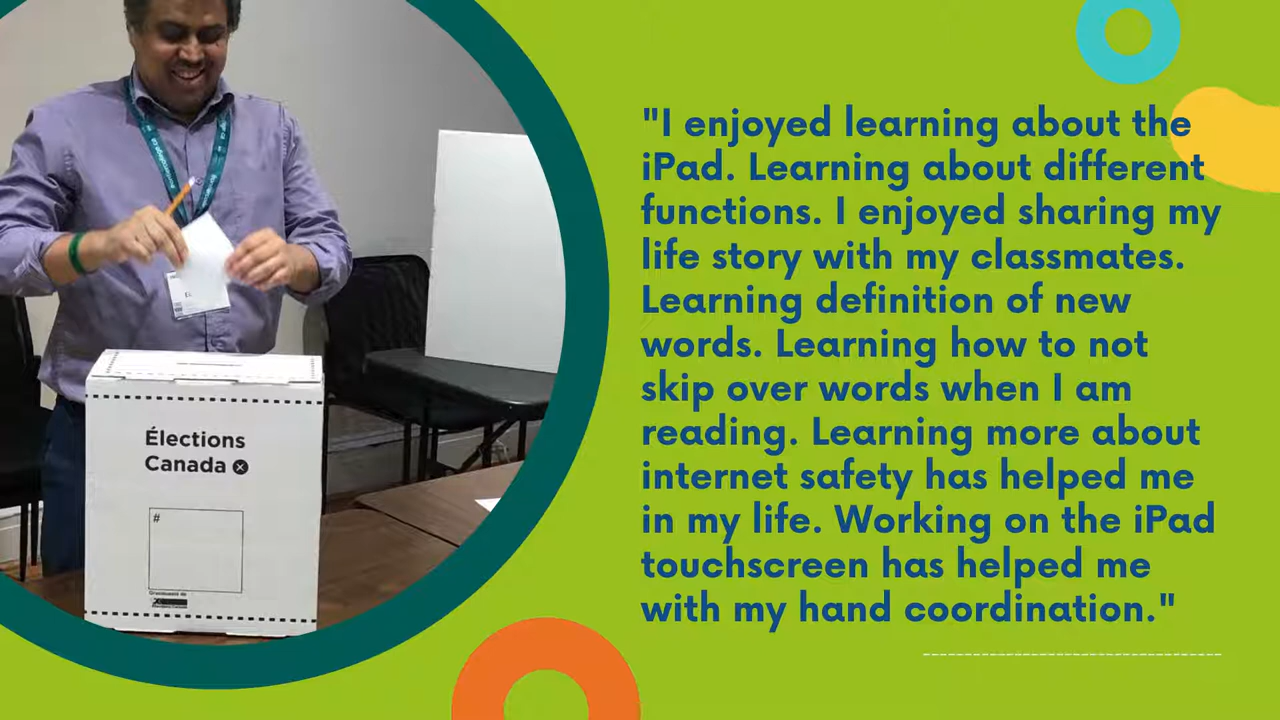 "I enjoyed learning about the
iPad. Learning about different
functions. I enjoyed sharing my
life story with my classmates.
Learning definition of new
words. Learning how to not
skip over words when I am
reading. Learning more about
internet safety has helped me
in my life. Working on the iPad
touchscreen has helped me
with my hand coordination."
Élections
Canada
#